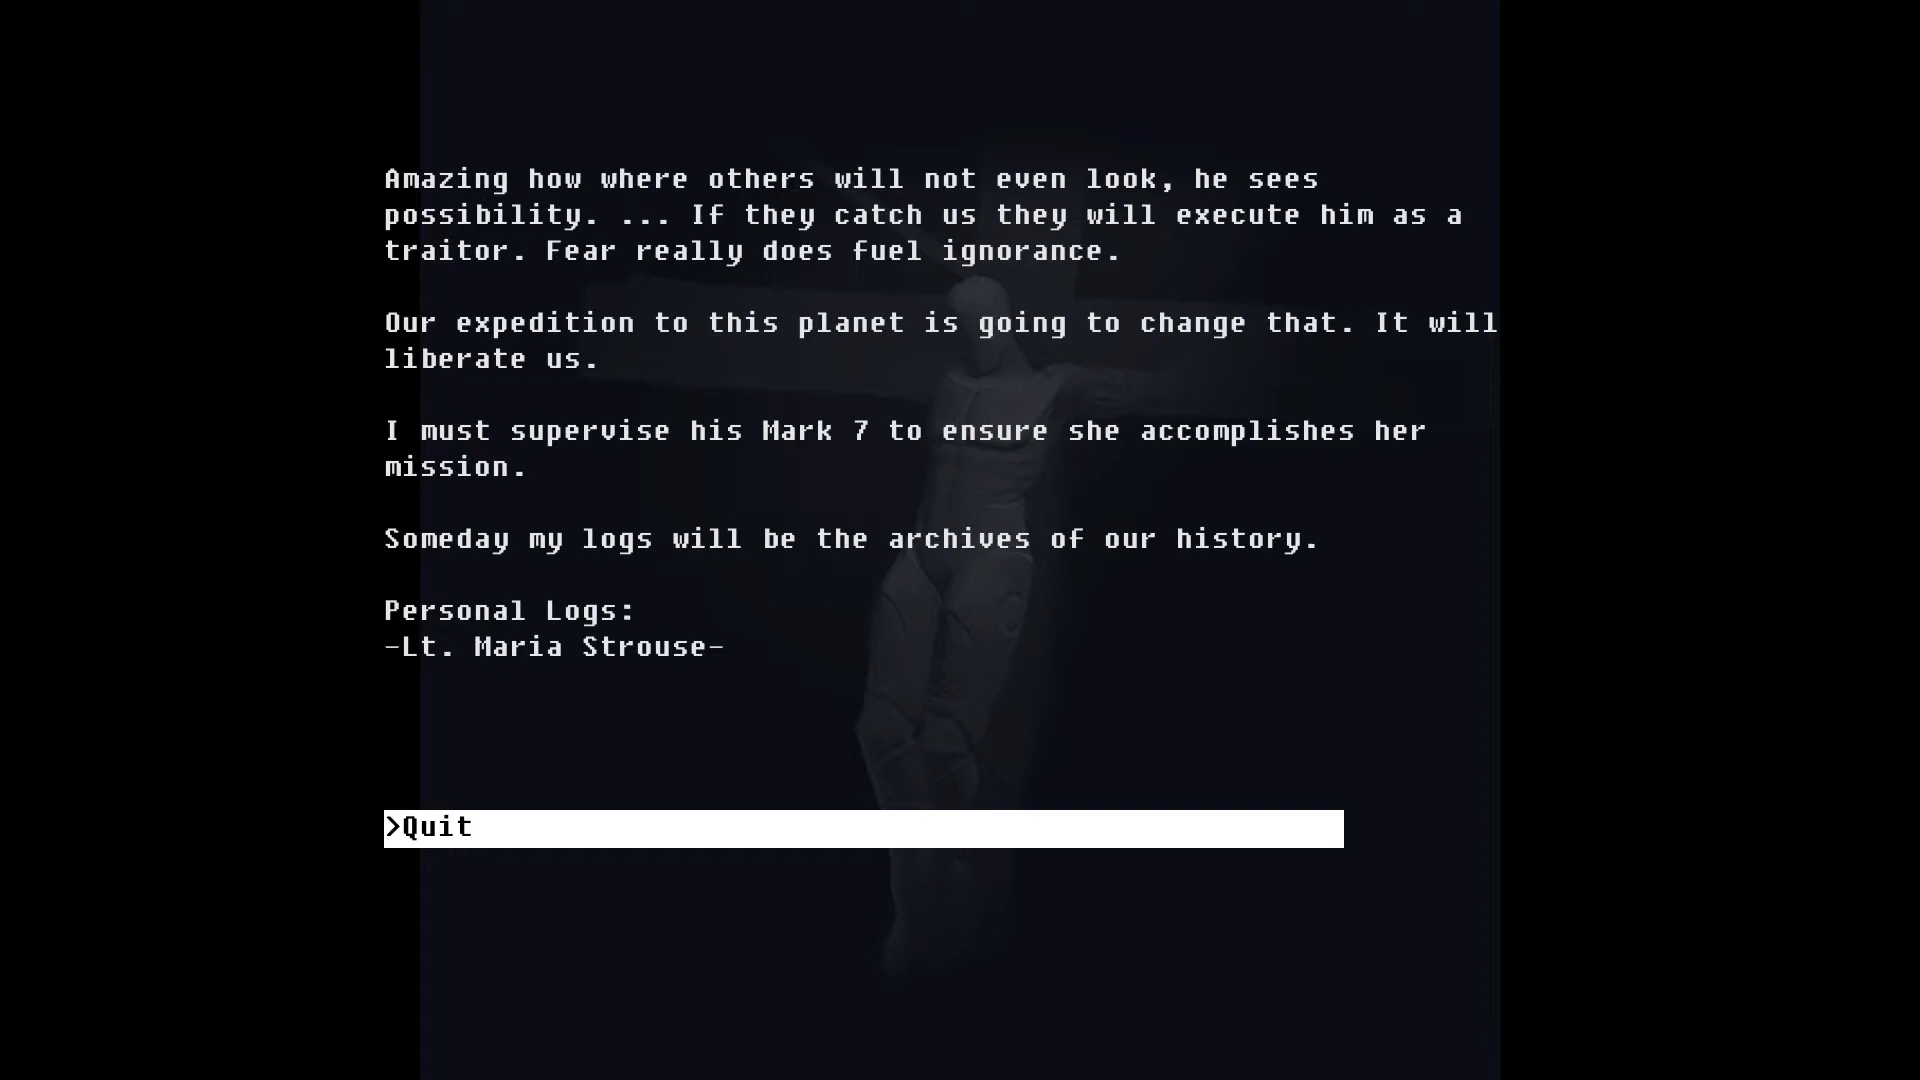 Amazing how where others will not even look, he sees
possibility. ... If they catch us they will execute him as a
traitor. Fear really does fuel ignorance.
Our expedition to this planet is going to change that. It will
liberate us.
I must supervise his Mark 7 to ensure she accomplishes her
mission.
Someday my logs will be the archives of our history.
Personal Logs:
-Lt. Maria Strouse-
>Quit